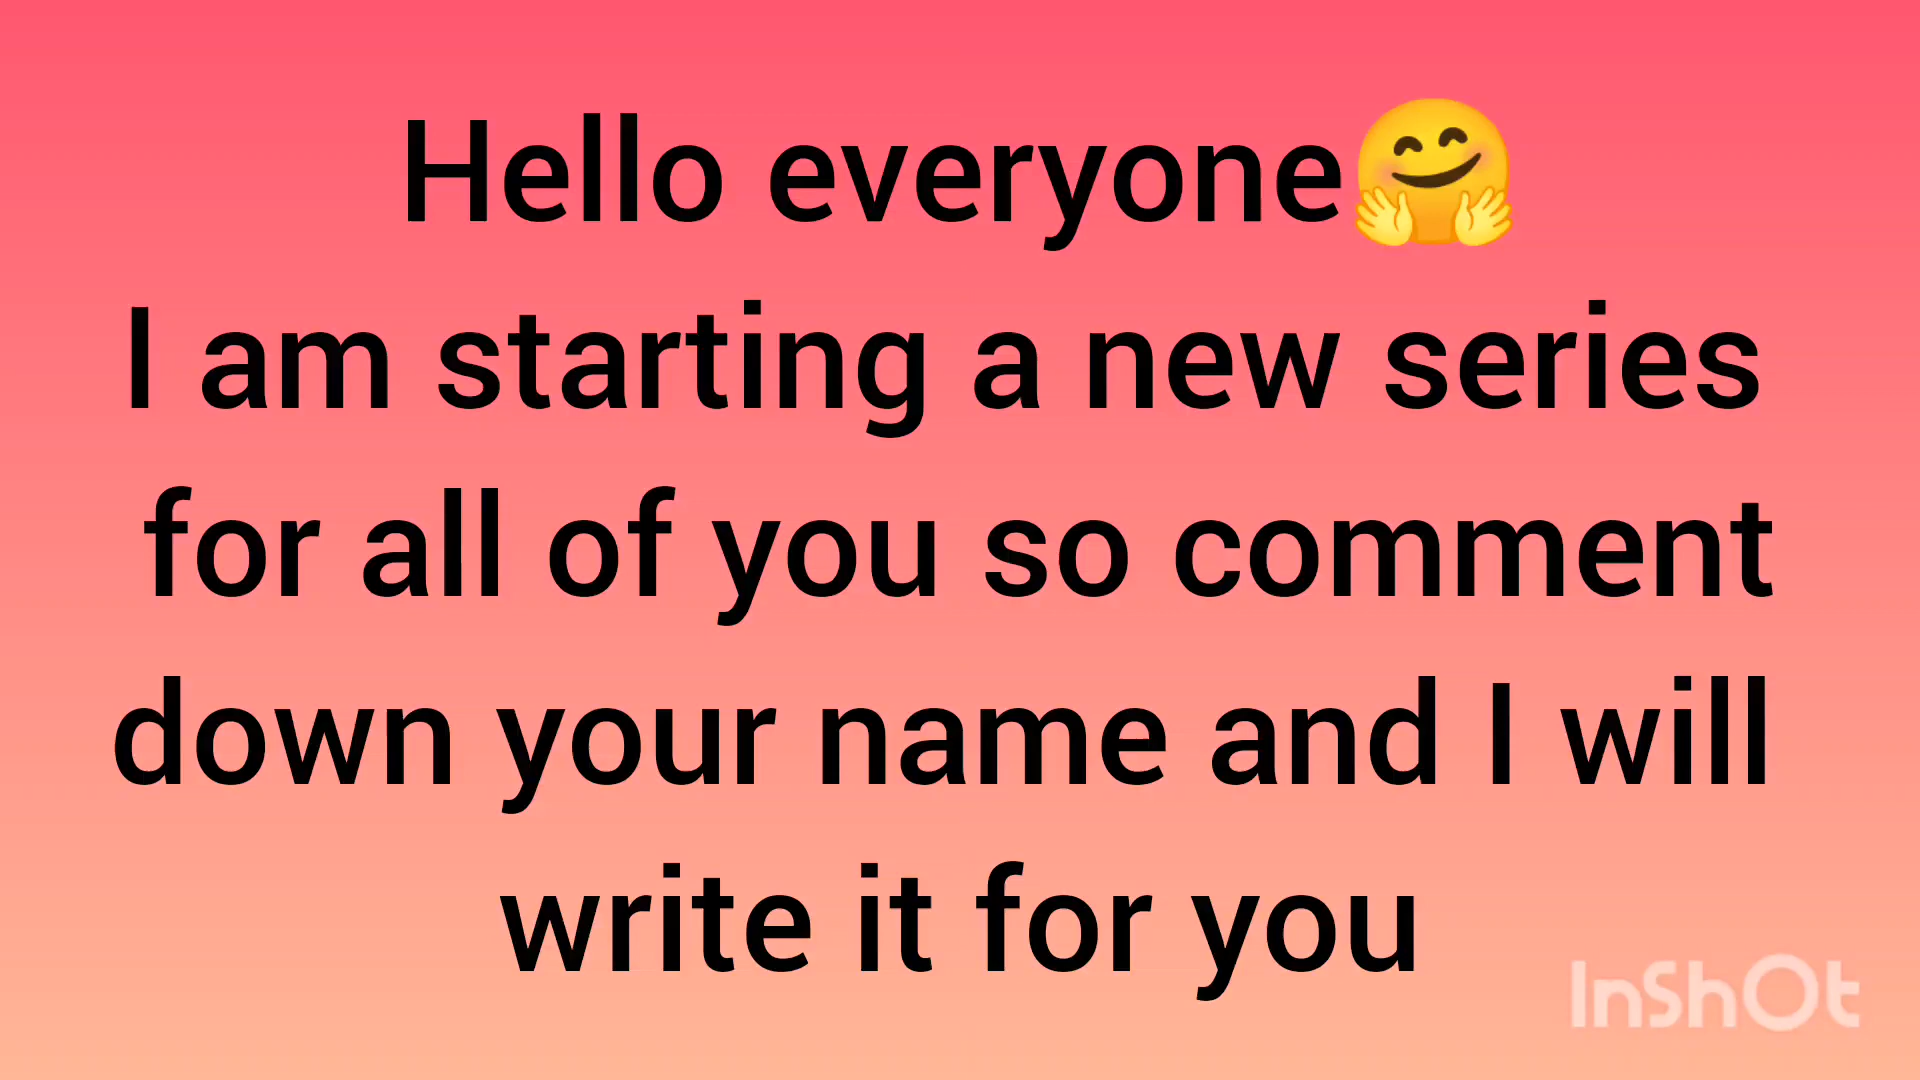 Hello everyone🤗
I am starting a new series
for all of you so comment
down your name and I will
write it for you
InShOt